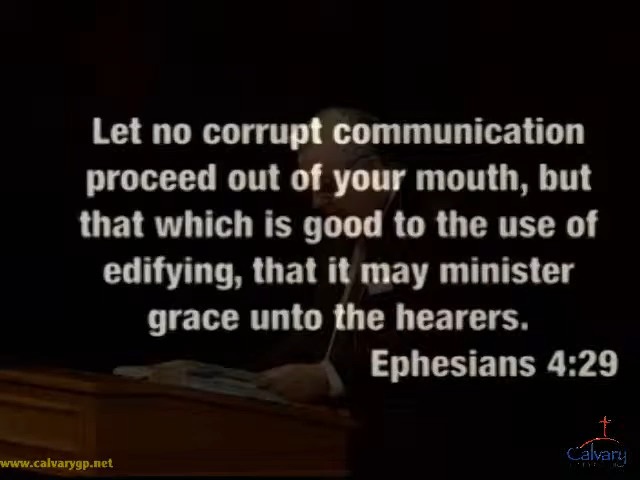 Let no corrupt communication
proceed out of your mouth, but
that which is good to the use of
edifying, that it may minister
grace unto the hearers.
Ephesians 4:29
www.calvarygp.net
Calvary